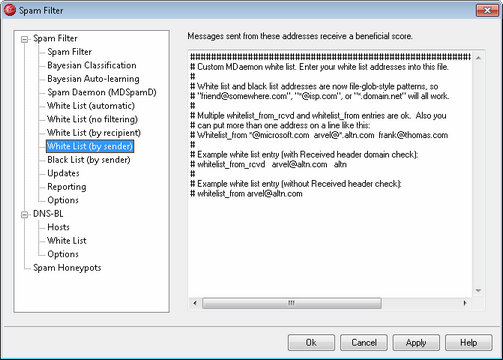 Spam Filter
Spam Filter
Spam Filter
Bayesian Classification
Bayesian Auto-learning
Spam Daemon (MDSpamD)
White List (automatic)
White List (no filtering)
White List (by recipient)
White List (by sender)
Black List (by sender)
Updates
Reporting
Options
DNS-BL
Hosts
White List
Options
Spam Honeypots
Messages sent from these addresses receive a beneficial score.
########################################################
# Custom MDaemon white list. Enter your white list addresses into this file.
#
# White list and black list addresses are now file-glob-style patterns, so
# "friend@somewhere.com", "*@isp.com", or "*.domain.net" will all work.
#
# Multiple whitelist_from_rcvd and whitelist_from entries are ok.  Also you
# can put more than one address on a line like this:
# Whitelist_from *@microsoft.com  arvel@*.altn.com  frank@thomas.com
#
# Example white list entry (with Received header domain check):
# whitelist_from_rcvd   arvel@altn.com   altn
#
# Example white list entry (without Received header check):
# whitelist_from arvel@altn.com
Ok
Cancel
Apply
Help